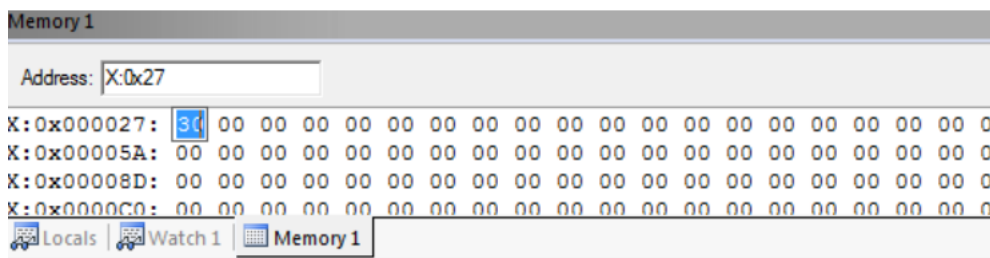 Memory 1
Address: X:0x27
X:0x000027: 30 00 00 00 00 00 00 00 00 00 00 00 00 00 00 00 00 00 00 0
X:0x00005A: 00 00 00 00 00 00 00 00 00 00 00 00 00 00 00 00 00 00 00 0
X:0x00008D: 00 00 00 00 00 00 00 00 00 00 00 00 00 00 00 00 00 00 00 0
X:0x0000C0: 00 00 00 00 00 00 00 00 00 00 00 00 00 00 00 00 00 00 00 0
Locals Watch 1 Memory 1